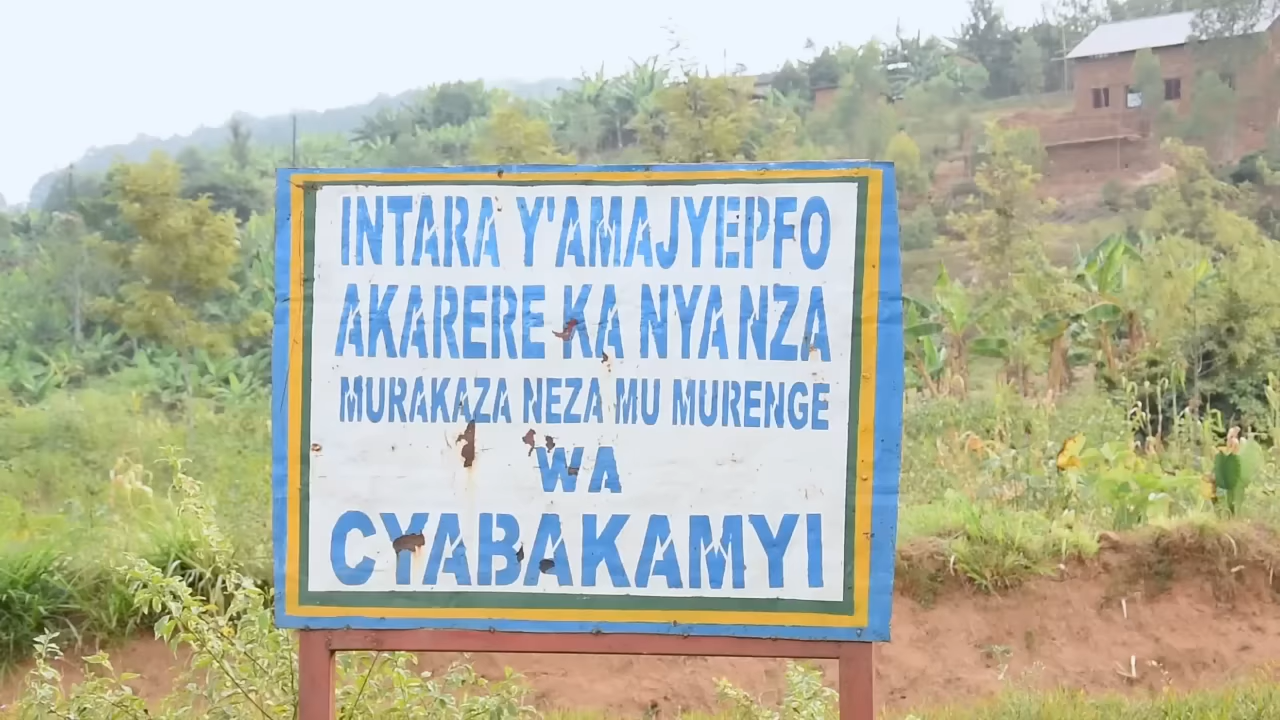 INTARA Y'AMAJYEPFO
AKARERE KA NYANZA
MURAKAZA NEZA MU MURENGE
WA
CYABAKAMYI